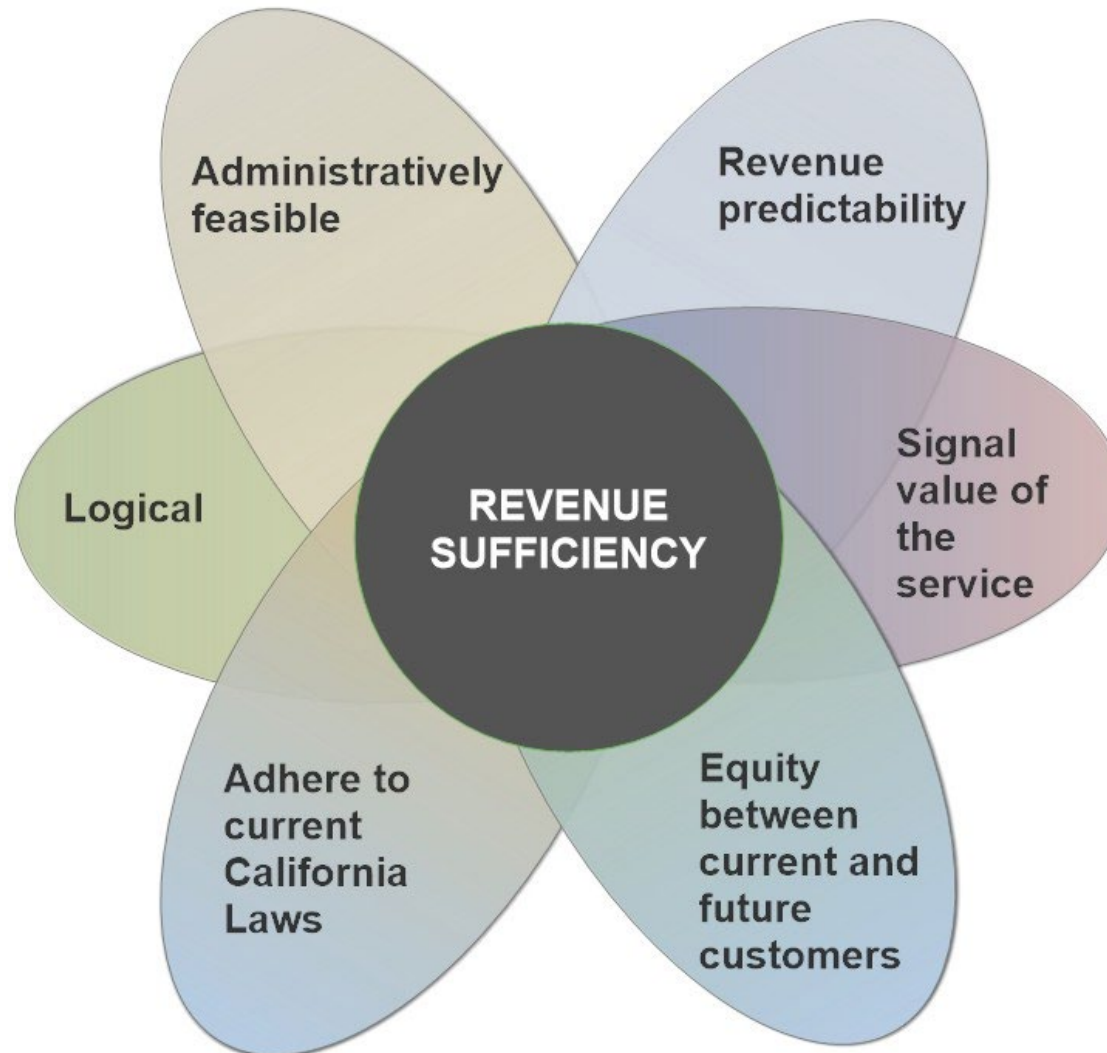 Administratively
feasible
Revenue
predictability
Logical
REVENUE
SUFFICIENCY
Signal
value of
the
service
Adhere to
current
California
Laws
Equity
between
current and
future
customers